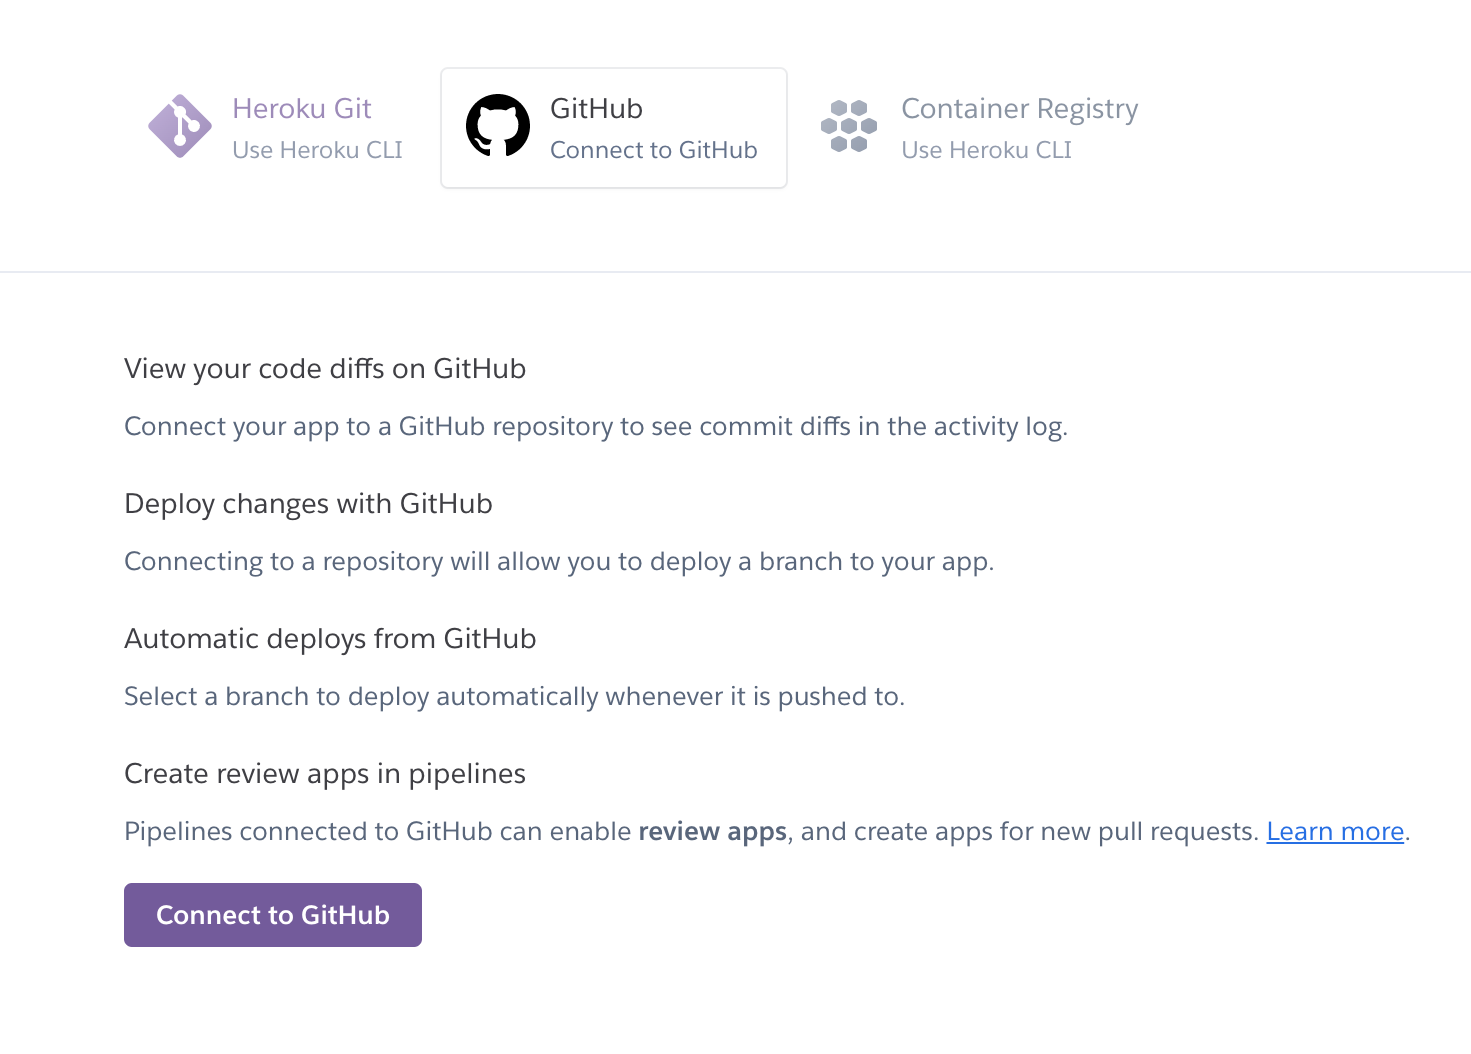 Heroku Git
Use Heroku CLI
GitHub
Connect to GitHub
Container Registry
Use Heroku CLI
View your code diffs on GitHub
Connect your app to a GitHub repository to see commit diffs in the activity log.
Deploy changes with GitHub
Connecting to a repository will allow you to deploy a branch to your app.
Automatic deploys from GitHub
Select a branch to deploy automatically whenever it is pushed to.
Create review apps in pipelines
Pipelines connected to GitHub can enable review apps, and create apps for new pull requests. Learn more.
Connect to GitHub